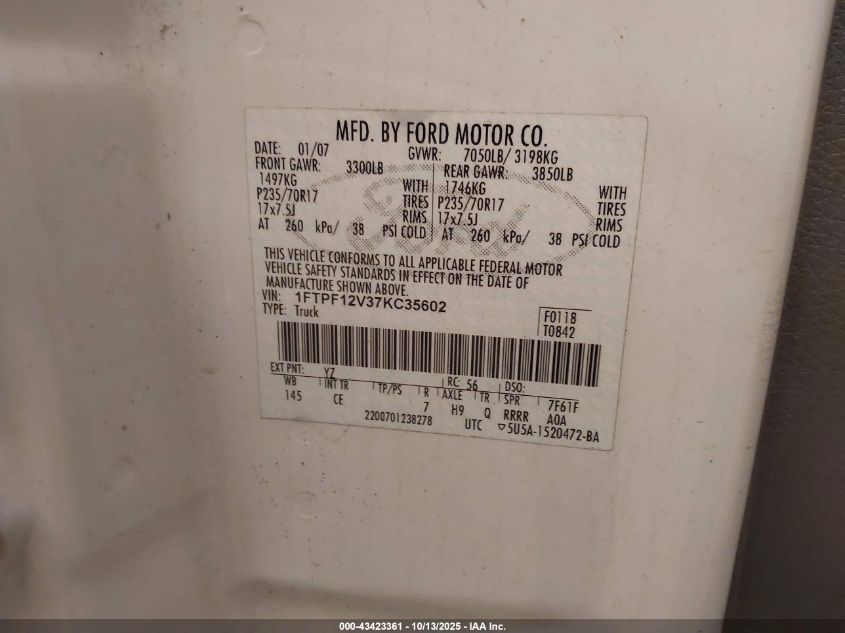 MFD. BY FORD MOTOR CO.
DATE: 01/07 GVWR: 7050LB/ 3198KG
FRONT GAWR: 3300LB REAR GAWR: 3850LB
1497KG WITH 1746KG WITH
P235/70R17 TIRES P235/70R17 TIRES
17x7.5J RIMS 17x7.5J RIMS
AT 260 kPa/ 38 PSI COLD AT 260 kPa/ 38 PSI COLD
THIS VEHICLE CONFORMS TO ALL APPLICABLE FEDERAL MOTOR
VEHICLE SAFETY STANDARDS IN EFFECT ON THE DATE OF
MANUFACTURE SHOWN ABOVE.
VIN: 1FTPF12V37KC35602
TYPE: Truck
F0118
T0842
EXT PNT: YZ RC: 56 DSO:
WB INT TR TP/PS R AXLE TR SPR 7F61F
145 CE 7 H9 Q RRRR A0A
2200701238278 UTC ▽5U5A-1520472-BA
000-43423361 - 10/13/2025 - IAA Inc.